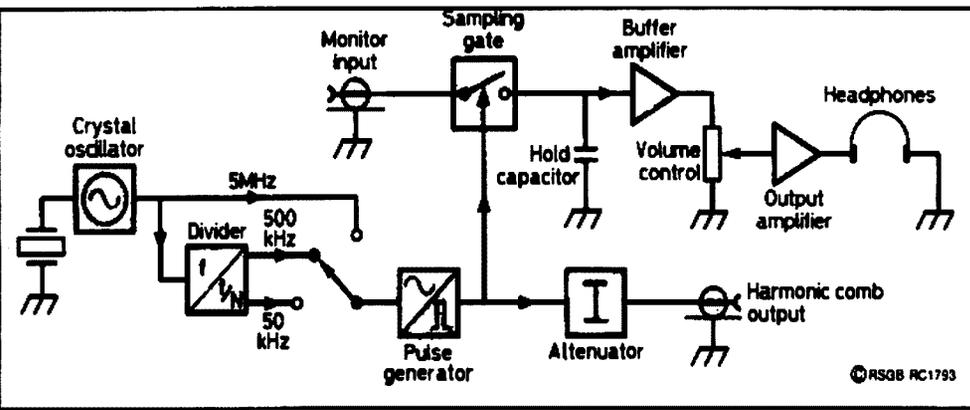 Sampling
gate
Buffer
amplifier
Monitor
input
Headphones
Crystal
oscillator
Hold
capacitor
Volume
control
Output
amplifier
5MHz
500
kHz
Divider
f
f/N
50
kHz
Pulse
generator
I
Attenuator
Harmonic comb
output
©RSGB RC1793